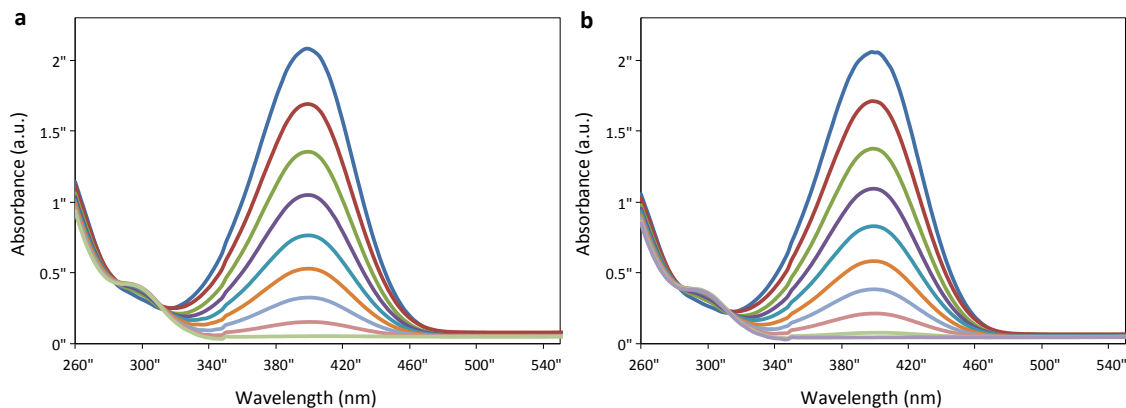 a
2"
1.5"
1"
0.5"
0"
Absorbance (a.u.)
260" 300" 340" 380" 420" 460" 500" 540"
Wavelength (nm)
b
2"
1.5"
1"
0.5"
0"
Absorbance (a.u.)
260" 300" 340" 380" 420" 460" 500" 540"
Wavelength (nm)